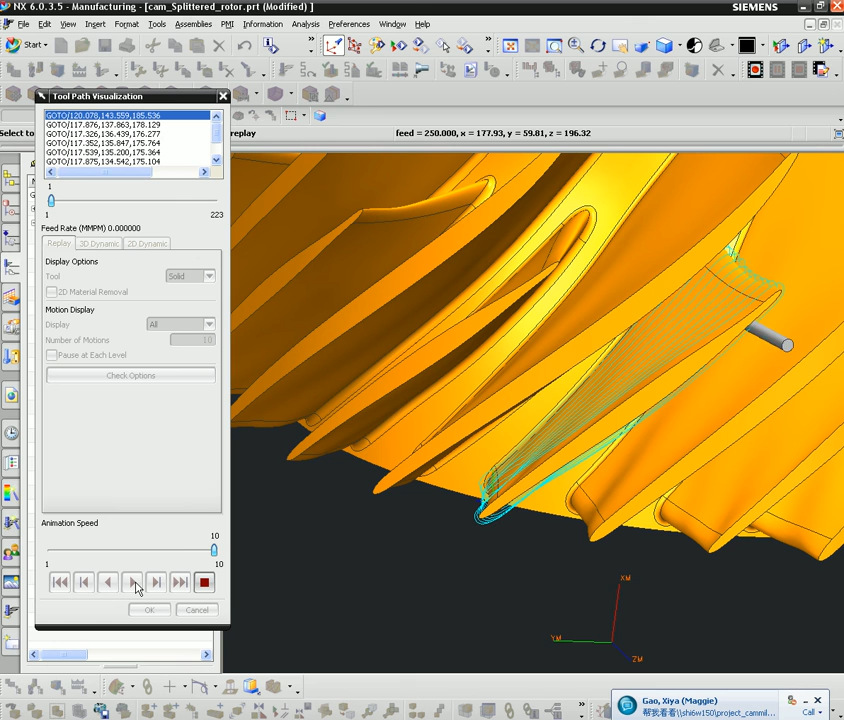 NX 6.0.3.5 - Manufacturing - [cam_Splittered_rotor.prt (Modified) ]
SIEMENS
File Edit View Insert Format Tools Assemblies PMI Information Analysis Preferences Window Help
Start
Tool Path Visualization
Select to
replay
feed = 250.000, x = 177.93, y = 59.81, z = 196.32
GOTO/120.078,143.559,185.536
GOTO/117.876,137.863,178.129
GOTO/117.326,136.439,176.277
GOTO/117.352,135.847,175.764
GOTO/117.539,135.200,175.364
GOTO/117.875,134.542,175.104
1
1 223
Feed Rate (MMPM) 0.000000
Replay 3D Dynamic 2D Dynamic
Display Options
Tool Solid
2D Material Removal
Motion Display
Display All
Number of Motions 10
Pause at Each Level
Check Options
Animation Speed
10
1 10
OK Cancel
XM
YM
ZM
Gao, Xiya (Maggie)
帮我看看\\shi6w150\project_cammil...
Call